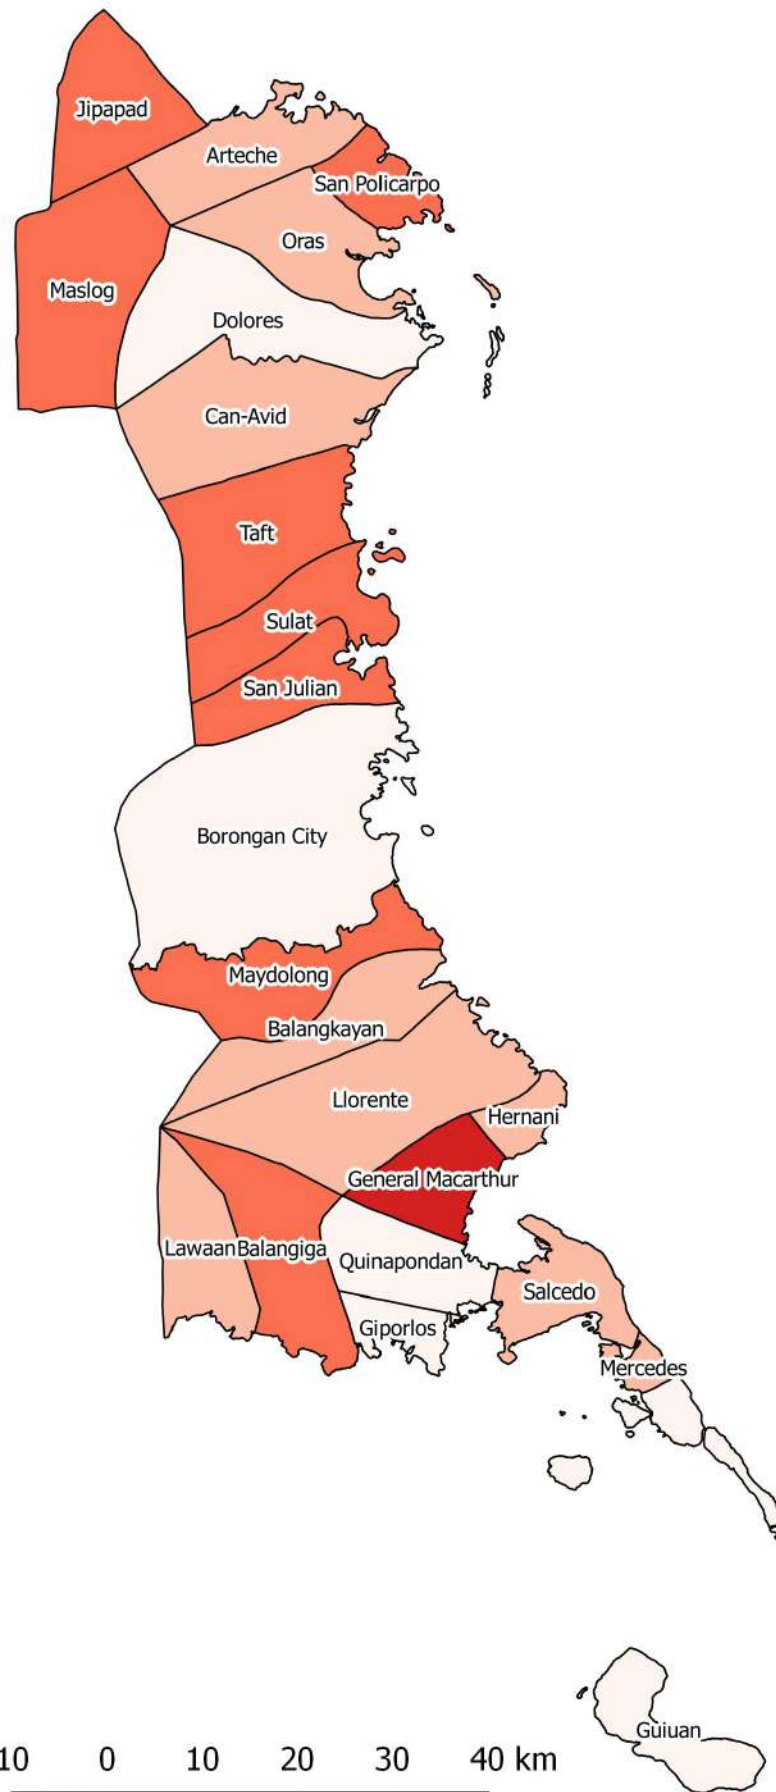 Jipapad
Arteche
San Policarpo
Oras
Maslog
Dolores
Can-Avid
Taft
Sulat
San Julian
Borongan City
Maydolong
Balangkayan
Llorente
Hernani
General Macarthur
Lawaan
Balangiga
Quinapondan
Salcedo
Giporlos
Mercedes
Guiuan
10 0 10 20 30 40 km